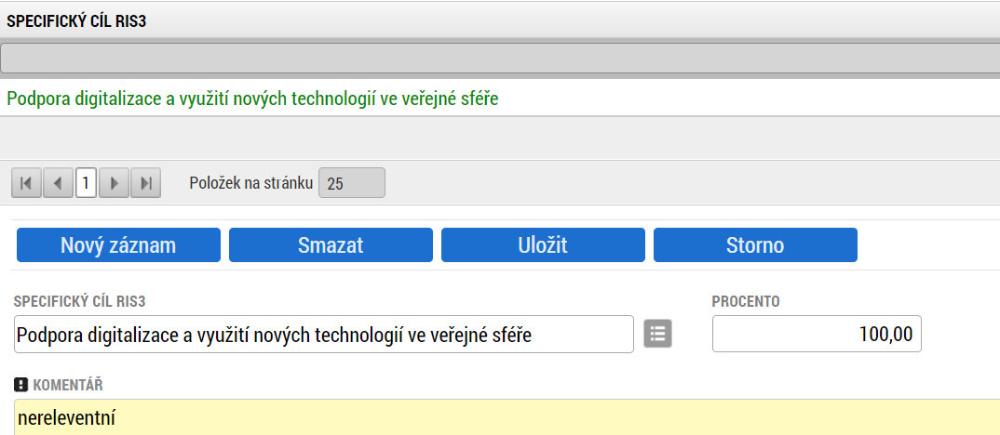 SPECIFICKÝ CÍL RIS3
Podpora digitalizace a využití nových technologií ve veřejné sféře
1 Položek na stránku 25
Nový záznam Smazat Uložit Storno
SPECIFICKÝ CÍL RIS3 PROCENTO
Podpora digitalizace a využití nových technologií ve veřejné sféře 100,00
KOMENTÁŘ
nereleventní